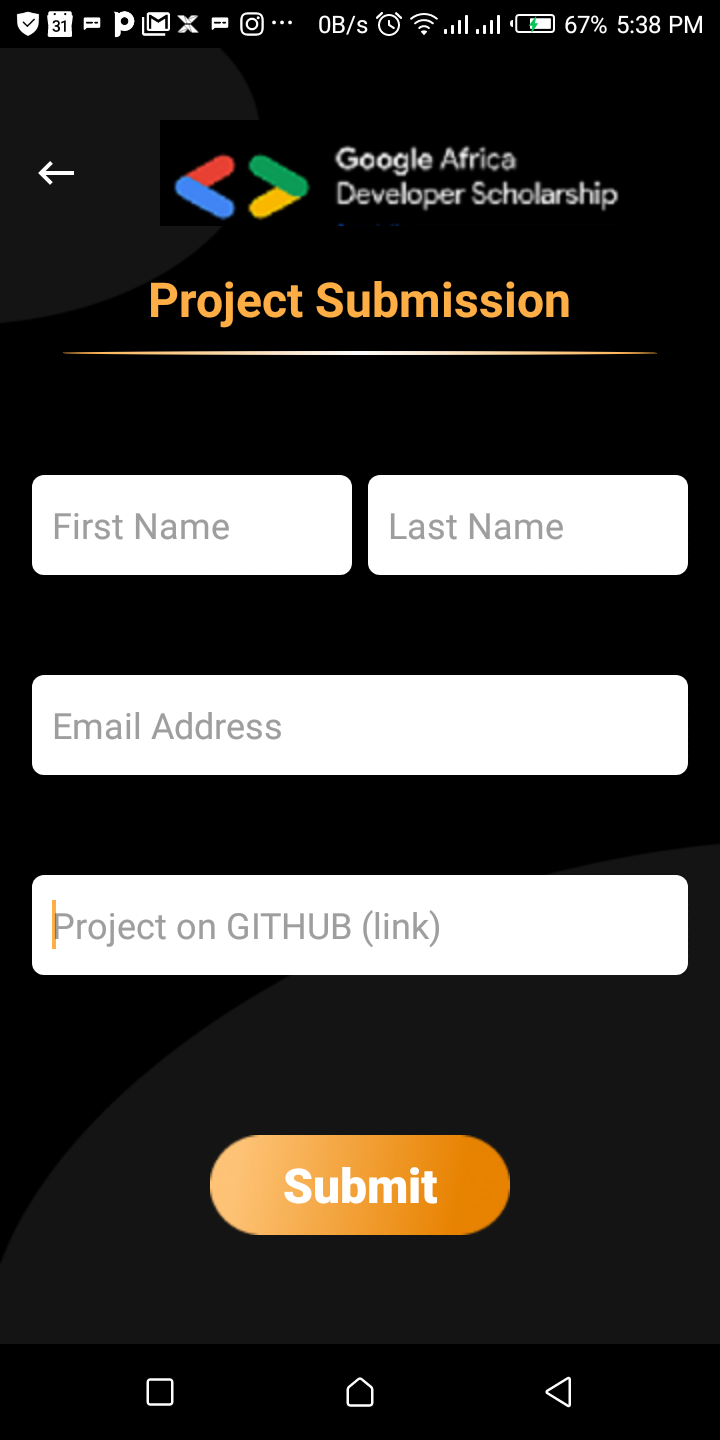 31 0B/s 67% 5:38 PM
Google Africa
Developer Scholarship
Project Submission
First Name Last Name
Email Address
Project on GITHUB (link)
Submit